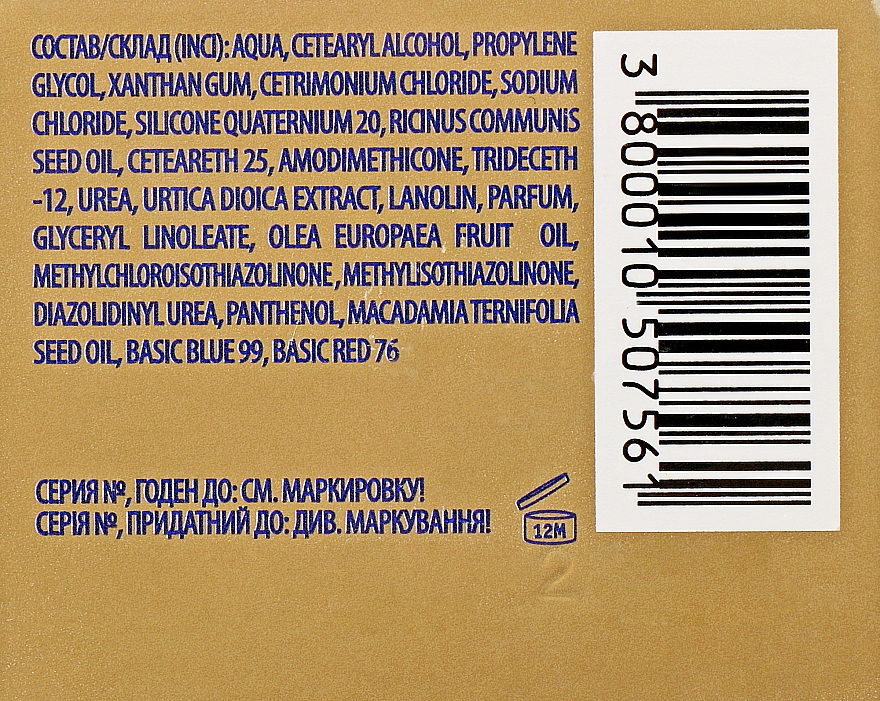 СОСТАВ/СКЛАД (INCI): AQUA, CETEARYL ALCOHOL, PROPYLENE
GLYCOL, XANTHAN GUM, CETRIMONIUM CHLORIDE, SODIUM
CHLORIDE, SILICONE QUATERNIUM 20, RICINUS COMMUNiS
SEED OIL, CETEARETH 25, AMODIMETHICONE, TRIDECETH
-12, UREA, URTICA DIOICA EXTRACT, LANOLIN, PARFUM,
GLYCERYL LINOLEATE, OLEA EUROPAEA FRUIT OIL,
METHYLCHLOROISOTHIAZOLINONE, METHYLISOTHIAZOLINONE,
DIAZOLIDINYL UREA, PANTHENOL, MACADAMIA TERNIFOLIA
SEED OIL, BASIC BLUE 99, BASIC RED 76
СЕРИЯ №, ГОДЕН ДО: СМ. МАРКИРОВКУ!
СЕРІЯ №, ПРИДАТНИЙ ДО: ДИВ. МАРКУВАННЯ!
12M
2
3 800010 507561